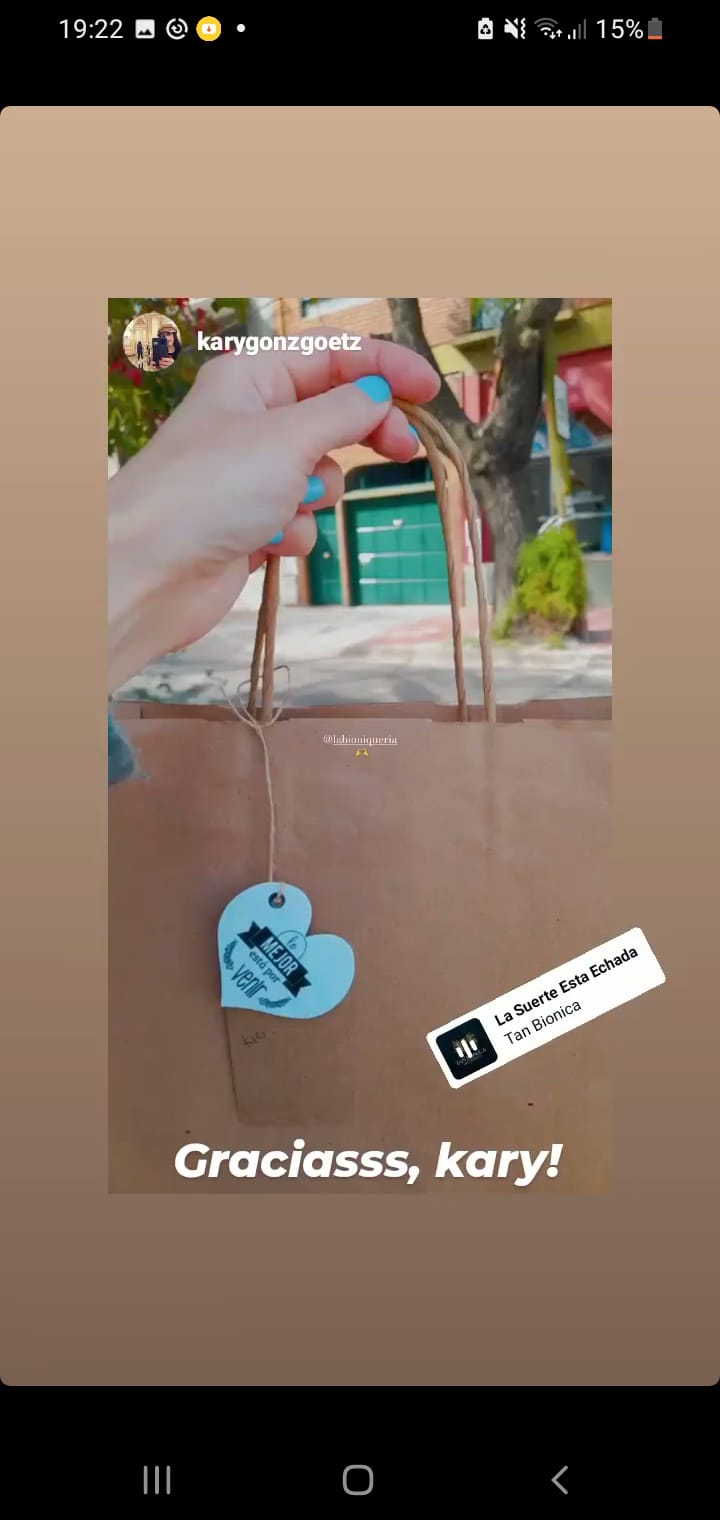 19:22
15%
karygonzgoetz
@labioniqueria
lo
MEJOR
está por
venir
La Suerte Esta Echada
Tan Bionica
Graciasss, kary!